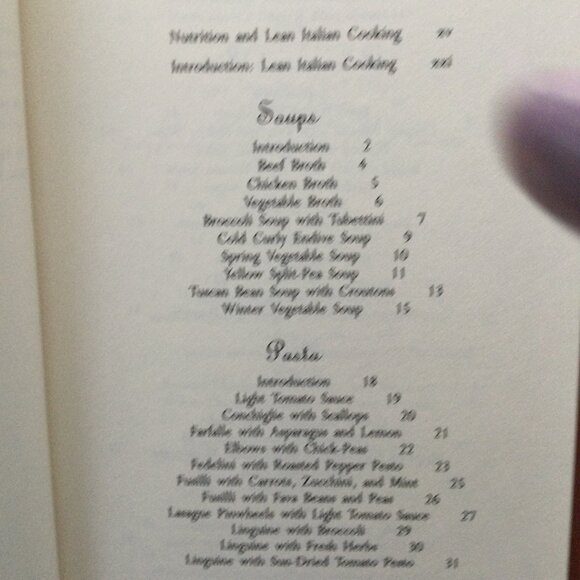 Nutrition and Lean Italian Cooking xv
Introduction: Lean Italian Cooking xxi
Soups
Introduction 2
Beef Broth 4
Chicken Broth 5
Vegetable Broth 6
Broccoli Soup with Tubettini 7
Cold Curly Endive Soup 9
Spring Vegetable Soup 10
Yellow Split-Pea Soup 11
Tuscan Bean Soup with Croutons 13
Winter Vegetable Soup 15
Pasta
Introduction 18
Light Tomato Sauce 19
Conchiglie with Scallops 20
Farfalle with Asparagus and Lemon 21
Elbows with Chick-Peas 22
Fedelini with Roasted Pepper Pesto 23
Fusilli with Carrots, Zucchini, and Mint 25
Fusilli with Fava Beans and Peas 26
Lasagne Pinwheels with Light Tomato Sauce 27
Linguine with Broccoli 29
Linguine with Fresh Herbs 30
Linguine with Sun-Dried Tomato Pesto 31